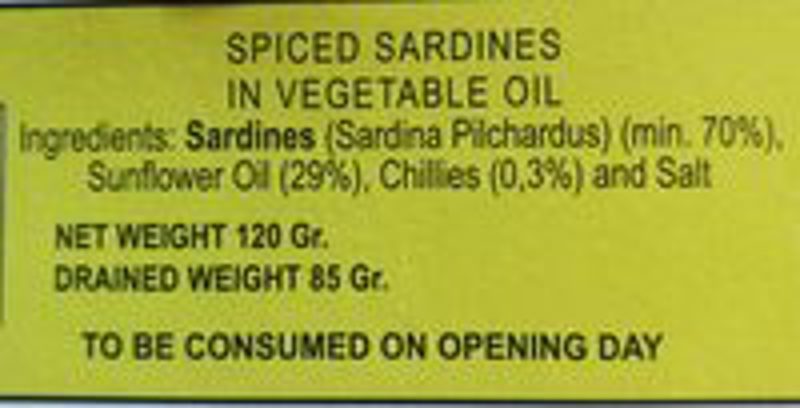 SPICED SARDINES
IN VEGETABLE OIL
Ingredients: Sardines (Sardina Pilchardus) (min. 70%),
Sunflower Oil (29%), Chillies (0,3%) and Salt
NET WEIGHT 120 Gr.
DRAINED WEIGHT 85 Gr.
TO BE CONSUMED ON OPENING DAY